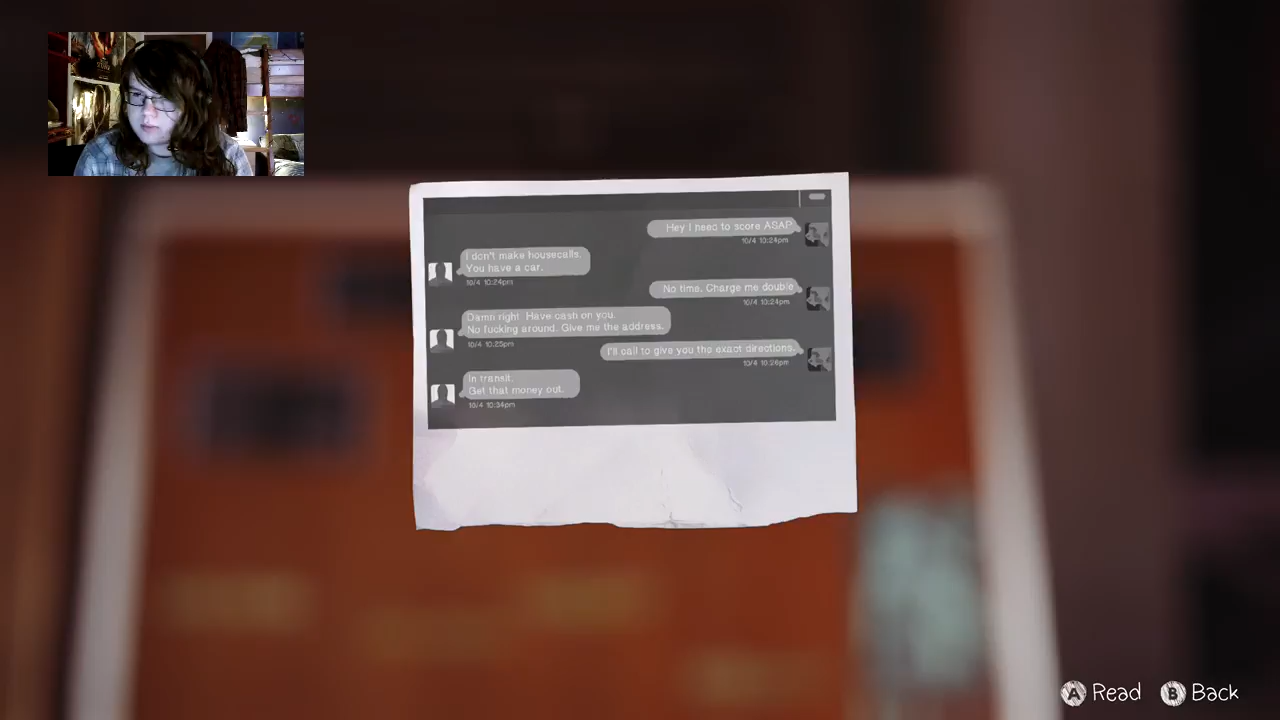 Hey I need to score ASAP
10/4 10:24pm
I don't make housecalls.
You have a car.
10/4 10:24pm
No time. Charge me double
10/4 10:24pm
Damn right. Have cash on you.
No fucking around. Give me the address.
10/4 10:25pm
I'll call to give you the exact directions.
10/4 10:26pm
In transit.
Get that money out.
10/4 10:34pm
A Read B Back